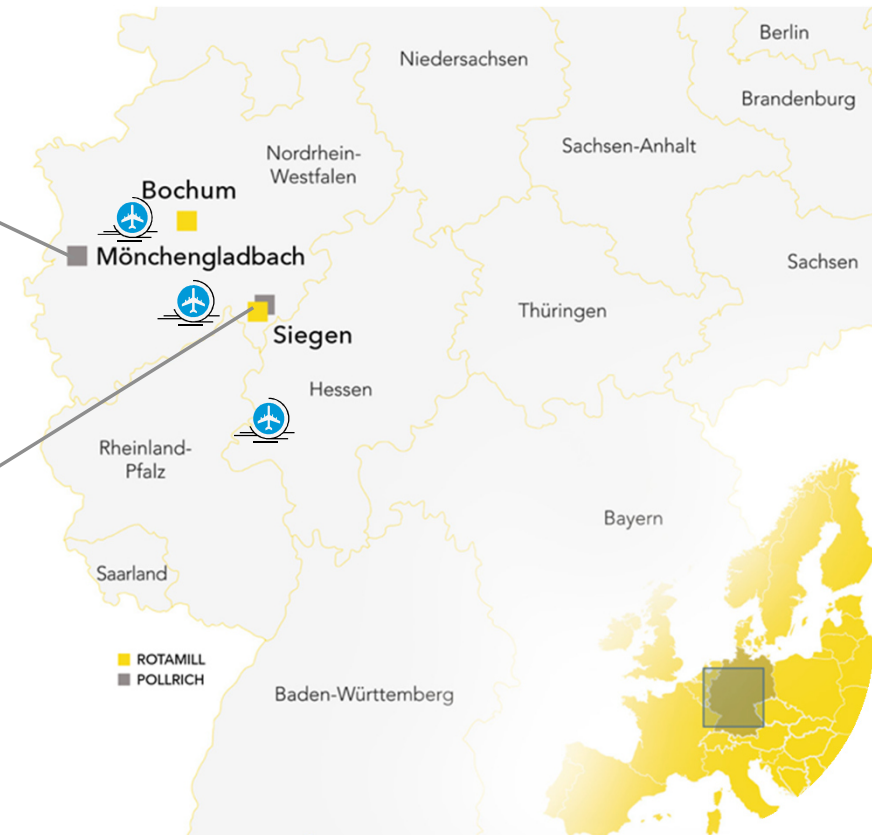 Berlin
Niedersachsen
Brandenburg
Sachsen-Anhalt
Nordrhein-
Westfalen
Bochum
Mönchengladbach
Sachsen
Thüringen
Siegen
Hessen
Rheinland-
Pfalz
Bayern
Saarland
ROTAMILL
POLLRICH
Baden-Württemberg